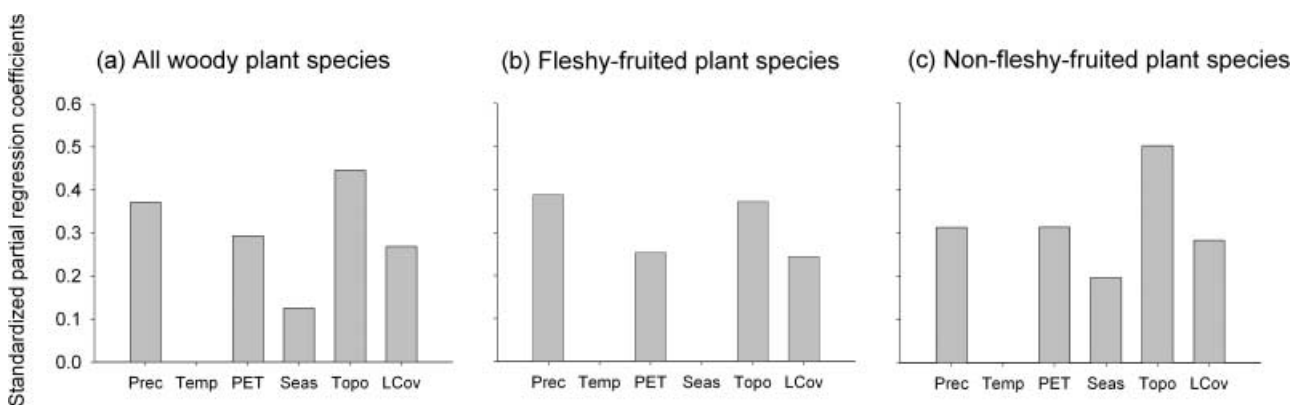 Standardized partial regression coefficients
(a) All woody plant species
(b) Fleshy-fruited plant species
(c) Non-fleshy-fruited plant species
0.6
0.5
0.4
0.3
0.2
0.1
0.0
Prec Temp PET Seas Topo LCov
Prec Temp PET Seas Topo LCov
Prec Temp PET Seas Topo LCov